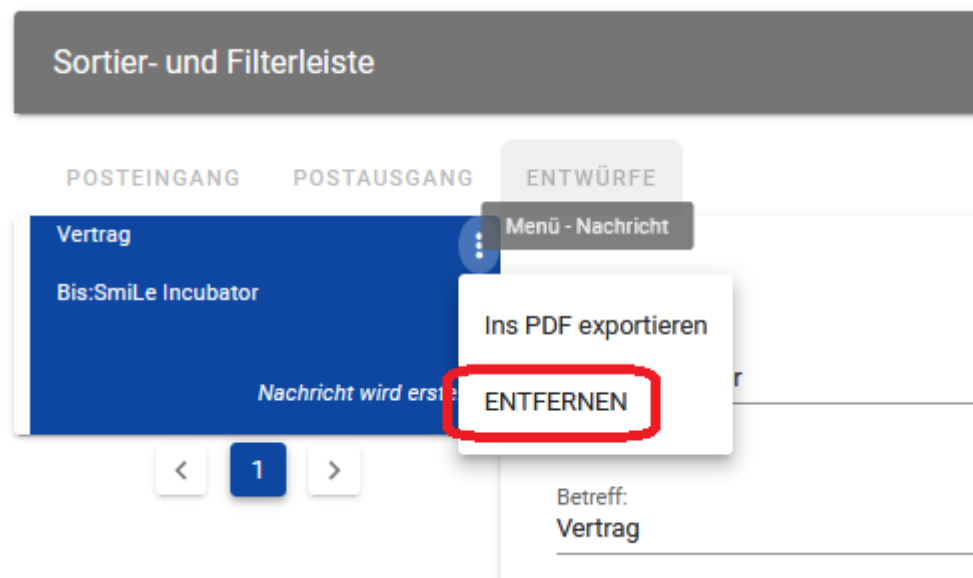 Sortier- und Filterleiste
POSTEINGANG POSTAUSGANG ENTWÜRFE
Vertrag
Menü - Nachricht
Bis:SmiLe Incubator
Ins PDF exportieren
Nachricht wird erste
ENTFERNEN
r
1
Betreff:
Vertrag